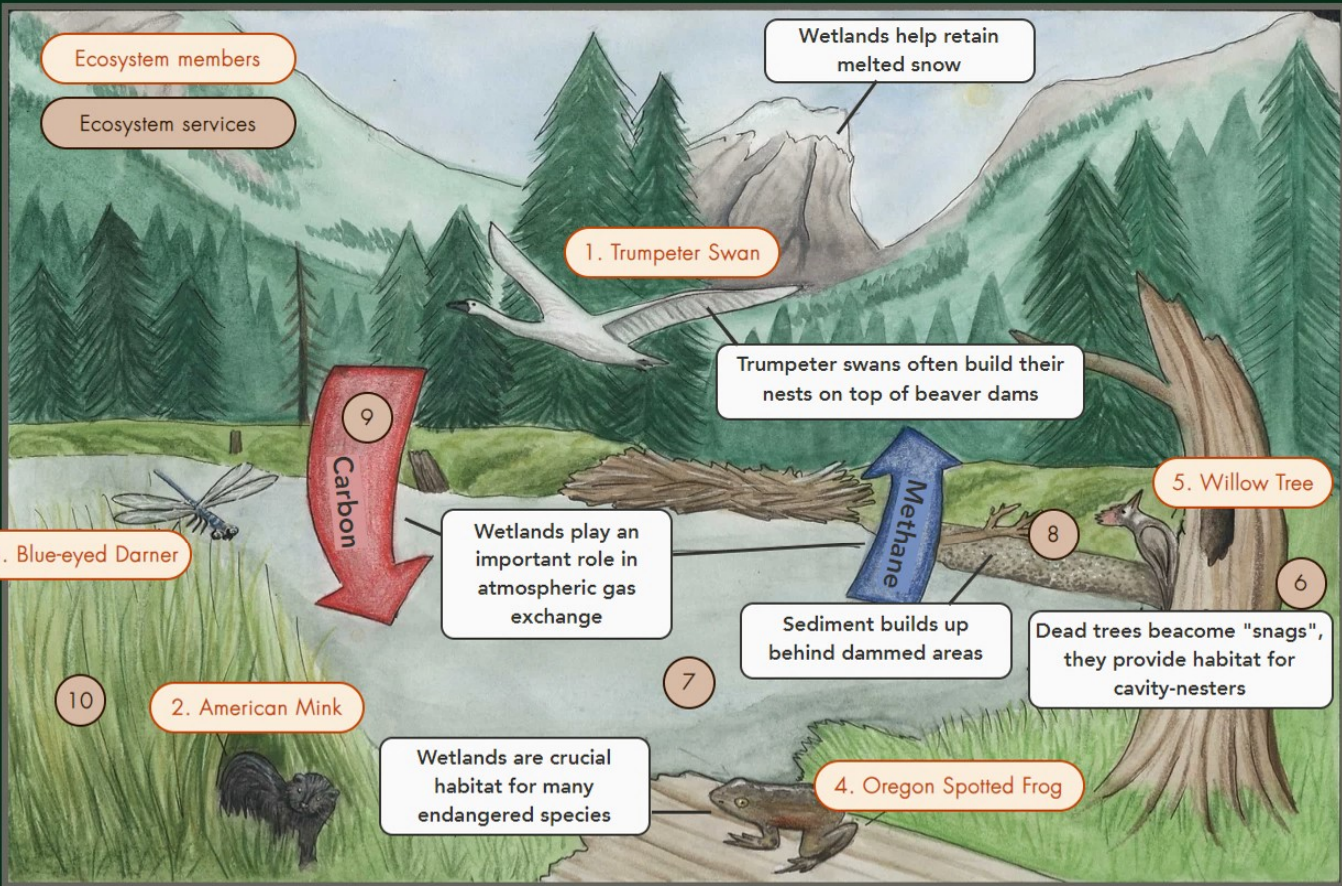 Ecosystem members
Ecosystem services
Wetlands help retain
melted snow
1. Trumpeter Swan
Trumpeter swans often build their
nests on top of beaver dams
9
Carbon
Methane
5. Willow Tree
. Blue-eyed Darner
Wetlands play an
important role in
atmospheric gas
exchange
8
6
Sediment builds up
behind dammed areas
Dead trees beacome "snags",
they provide habitat for
cavity-nesters
7
10
2. American Mink
Wetlands are crucial
habitat for many
endangered species
4. Oregon Spotted Frog